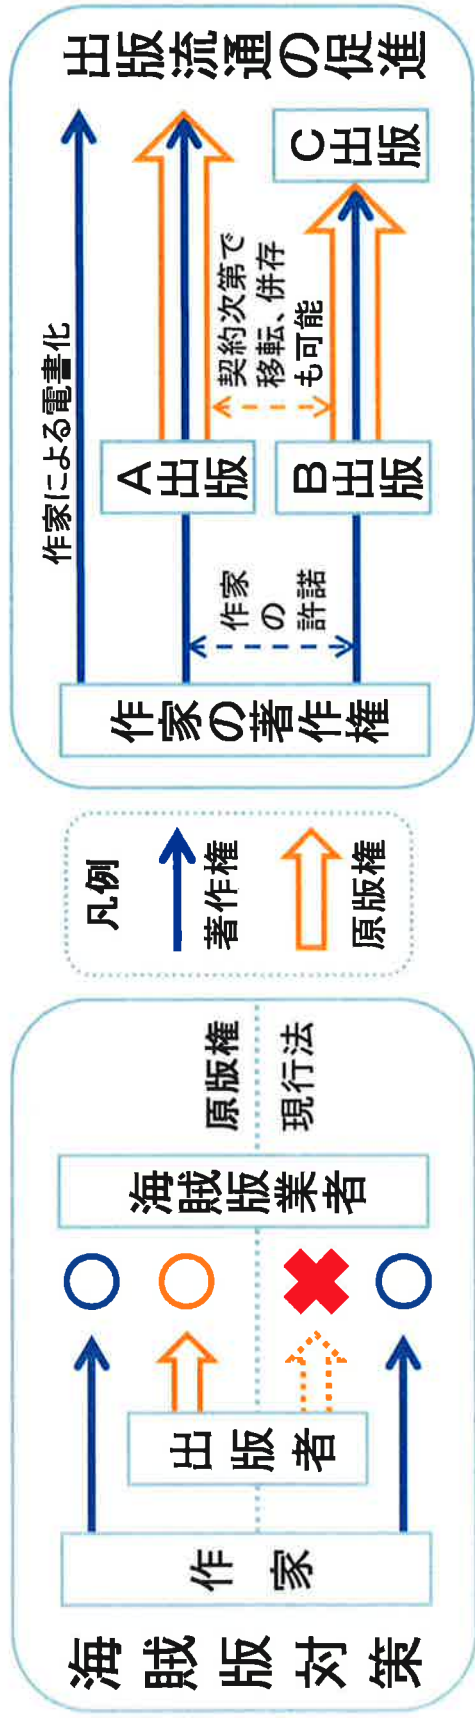 海賊版対策
作家
出版者
海賊版業者
原版権
現行法
凡例
著作権
原版権
出版流通の促進
作家の著作権
作家による電書化
作家
の
許諾
A
出版
B
出版
契約次第で
移転、併存
も可能
C
出版